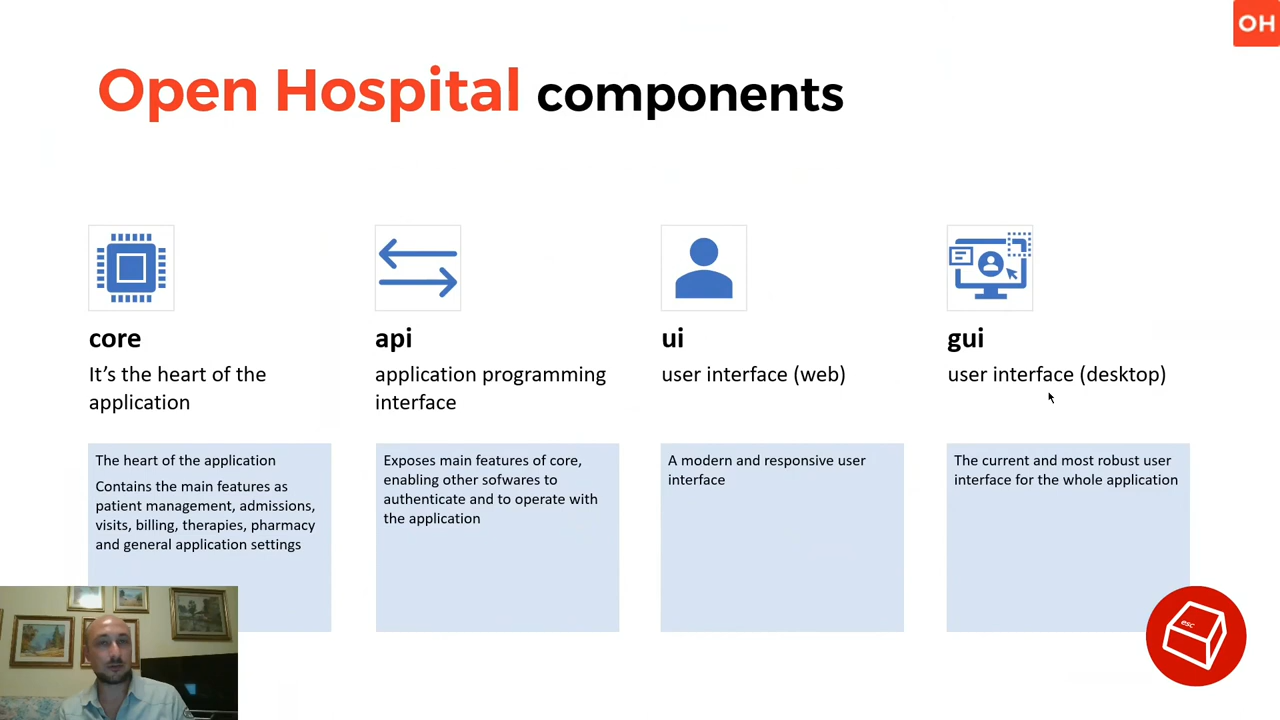 OH
Open Hospital components
core
It's the heart of the
application
api
application programming
interface
ui
user interface (web)
gui
user interface (desktop)
The heart of the application
Contains the main features as
patient management, admissions,
visits, billing, therapies, pharmacy
and general application settings
Exposes main features of core,
enabling other sofwares to
authenticate and to operate with
the application
A modern and responsive user
interface
The current and most robust user
interface for the whole application
esc